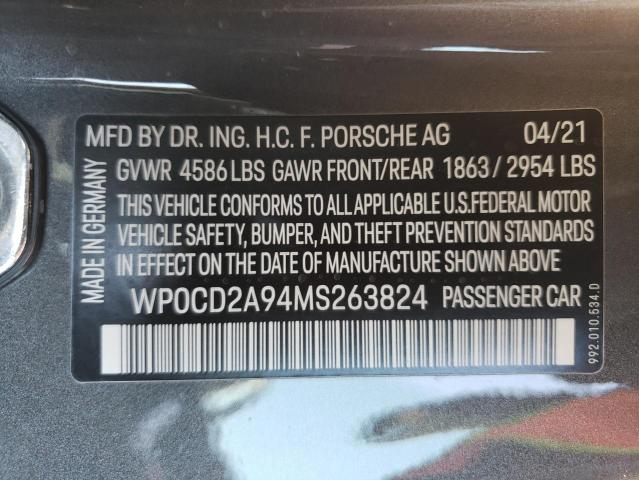 MFD BY DR. ING. H.C. F. PORSCHE AG 04/21
GVWR 4586 LBS GAWR FRONT/REAR 1863/2954 LBS
THIS VEHICLE CONFORMS TO ALL APPLICABLE U.S. FEDERAL MOTOR
VEHICLE SAFETY, BUMPER, AND THEFT PREVENTION STANDARDS
IN EFFECT ON THE DATE OF MANUFACTURE SHOWN ABOVE
WP0CD2A94MS263824 PASSENGER CAR
MADE IN GERMANY
992.010.534.D